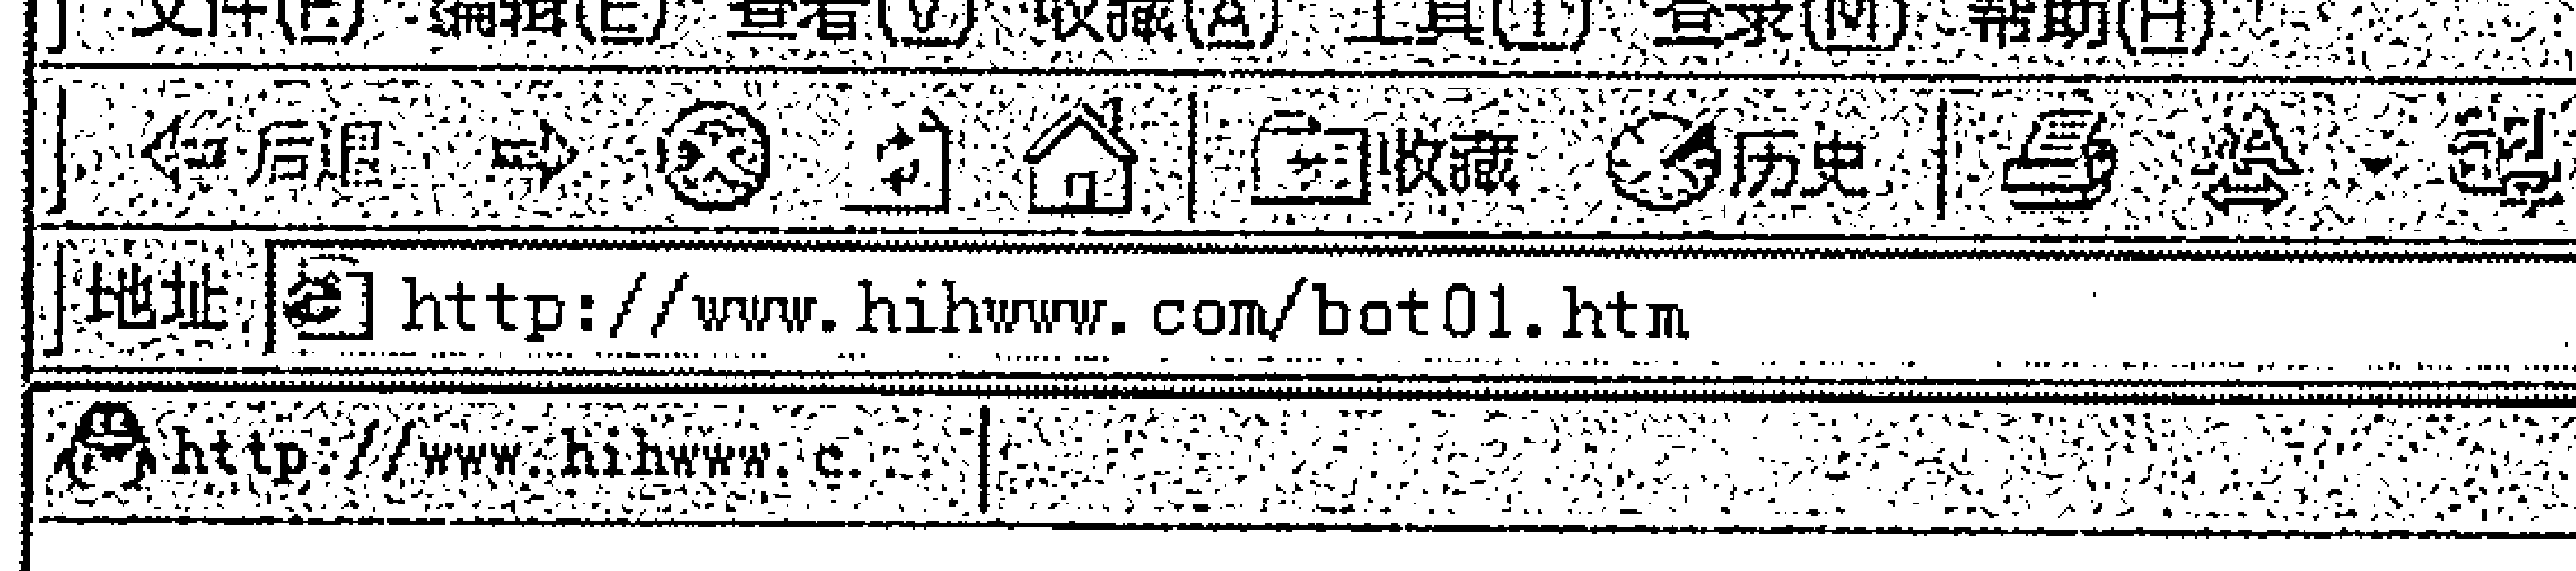 文件(F) 编辑(E) 查看(V) 收藏(A) 工具(T) 登录(M) 帮助(H)
后退 收藏 历史
地址 http://www.hihwww.com/bot01.htm
http://www.hihwww.c...